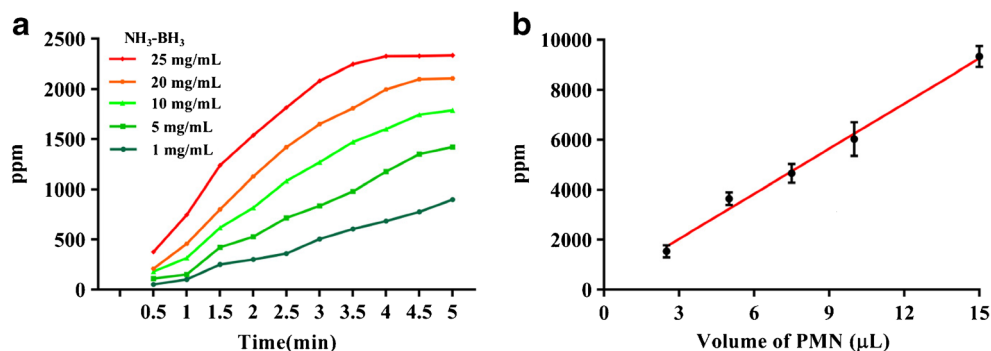 a
NH₃-BH₃
25 mg/mL
20 mg/mL
10 mg/mL
5 mg/mL
1 mg/mL
2500
2000
1500
1000
500
0
ppm
0.5 1 1.5 2 2.5 3 3.5 4 4.5 5
Time(min)
b
10000
8000
6000
4000
2000
0
ppm
3 6 9 12 15
Volume of PMN (μL)